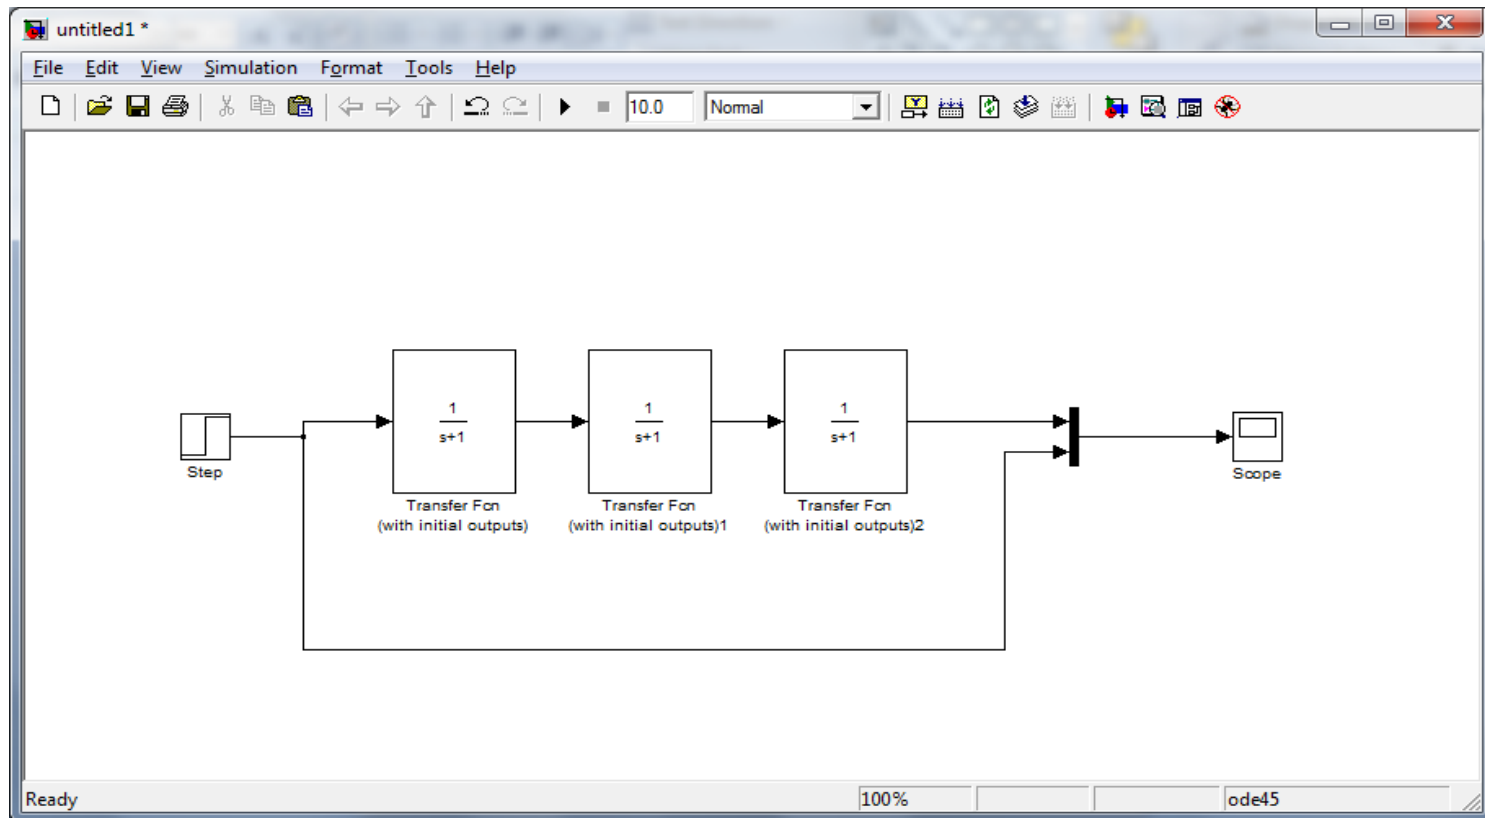 untitled1 *
File Edit View Simulation Format Tools Help
10.0 Normal
1 1 1
s+1 s+1 s+1
Step
Scope
Transfer Fcn Transfer Fcn Transfer Fcn
(with initial outputs) (with initial outputs)1 (with initial outputs)2
Ready 100% ode45